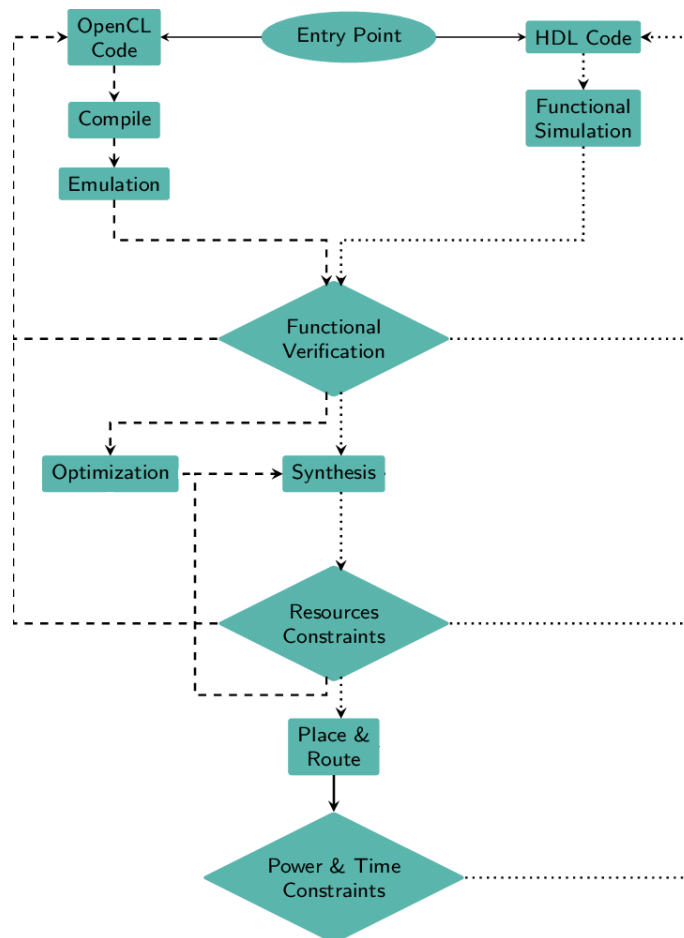 OpenCL
Code
Entry Point
HDL Code
Compile
Functional
Simulation
Emulation
Functional
Verification
Optimization
Synthesis
Resources
Constraints
Place &
Route
Power & Time
Constraints